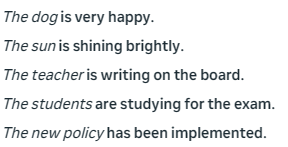 The dog is very happy.
The sun is shining brightly.
The teacher is writing on the board.
The students are studying for the exam.
The new policy has been implemented.